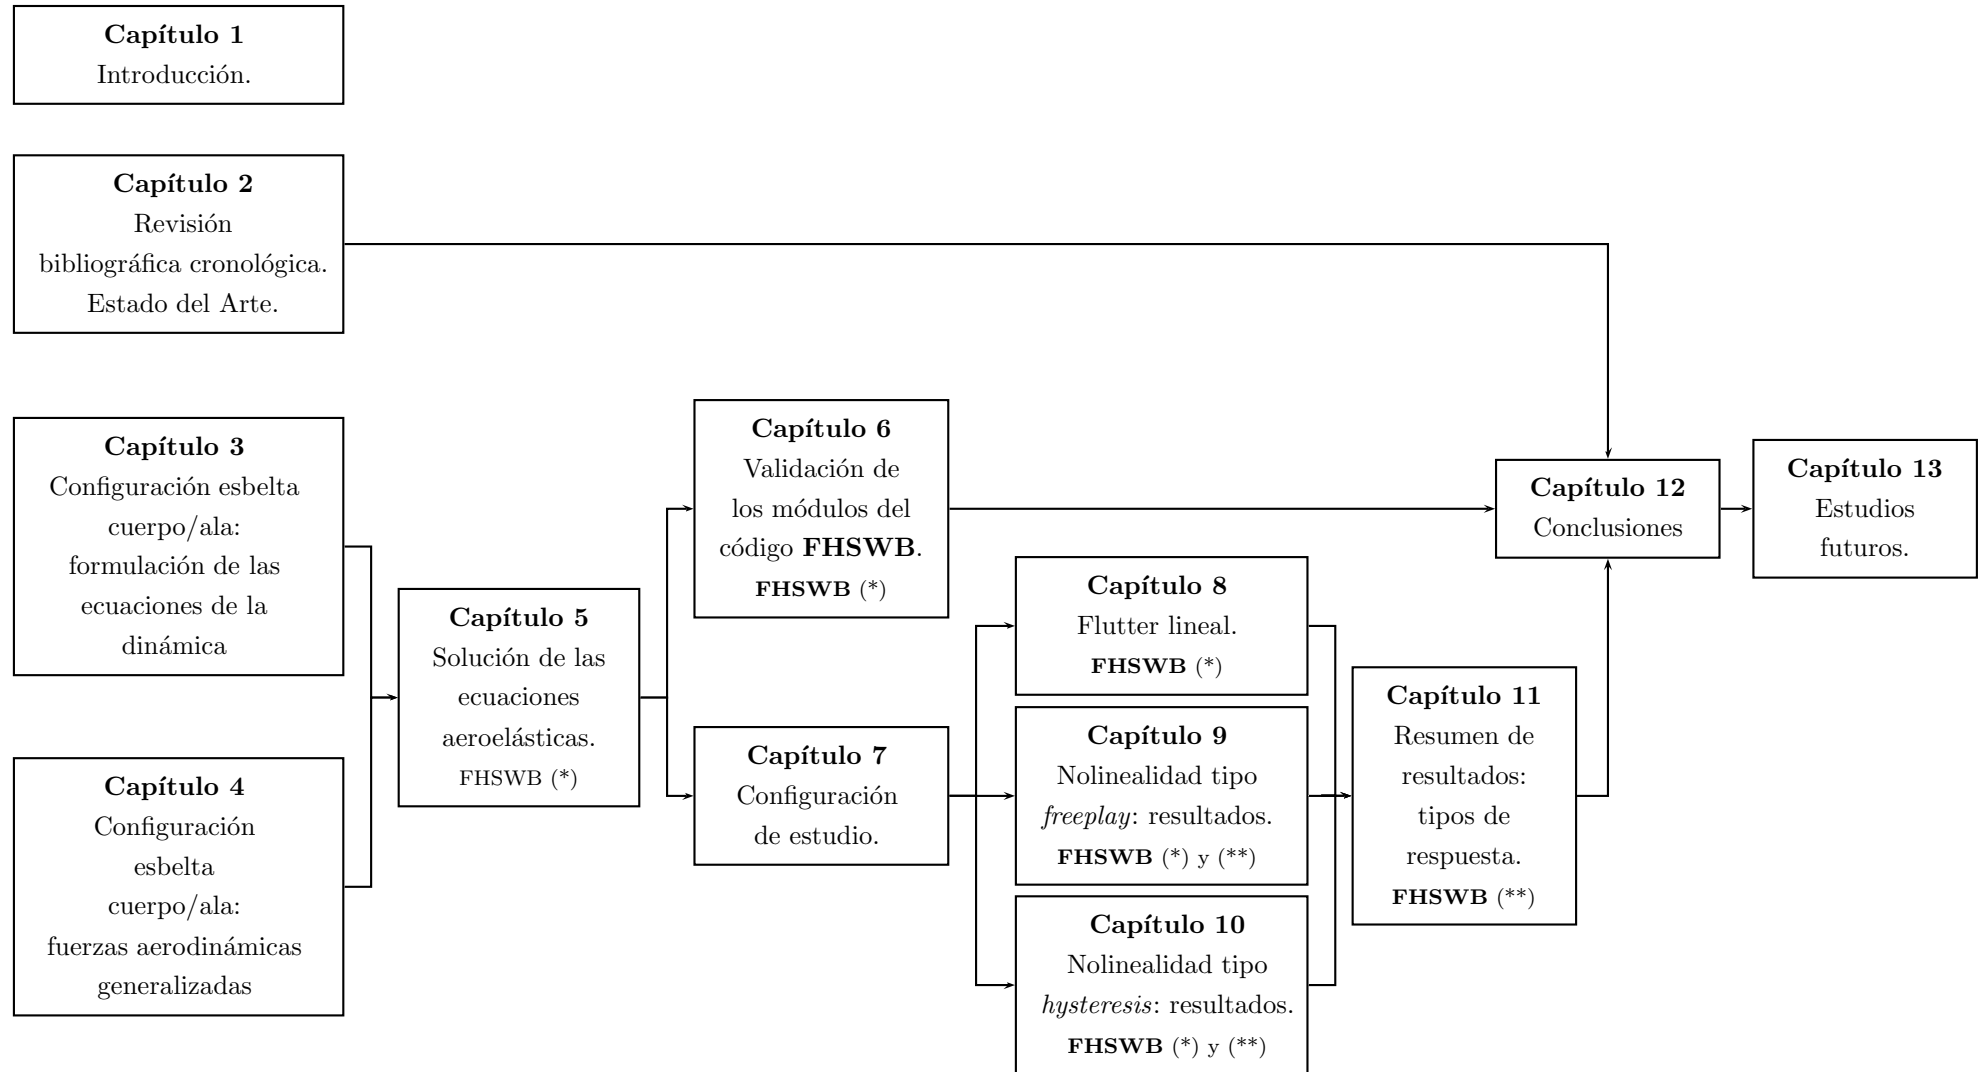 Capítulo 1
Introducción.
Capítulo 2
Revisión
bibliográfica cronológica.
Estado del Arte.
Capítulo 3
Configuración esbelta
cuerpo/ala:
formulación de las
ecuaciones de la
dinámica
Capítulo 4
Configuración
esbelta
cuerpo/ala:
fuerzas aerodinámicas
generalizadas
Capítulo 5
Solución de las
ecuaciones
aeroelásticas.
FHSWB (*)
Capítulo 6
Validación de
los módulos del
código FHSWB.
FHSWB (*)
Capítulo 7
Configuración
de estudio.
Capítulo 8
Flutter lineal.
FHSWB (*)
Capítulo 9
Nolinealidad tipo
freeplay: resultados.
FHSWB (*) y (**)
Capítulo 10
Nolinealidad tipo
hysteresis: resultados.
FHSWB (*) y (**)
Capítulo 11
Resumen de
resultados:
tipos de
respuesta.
FHSWB (**)
Capítulo 12
Conclusiones
Capítulo 13
Estudios
futuros.